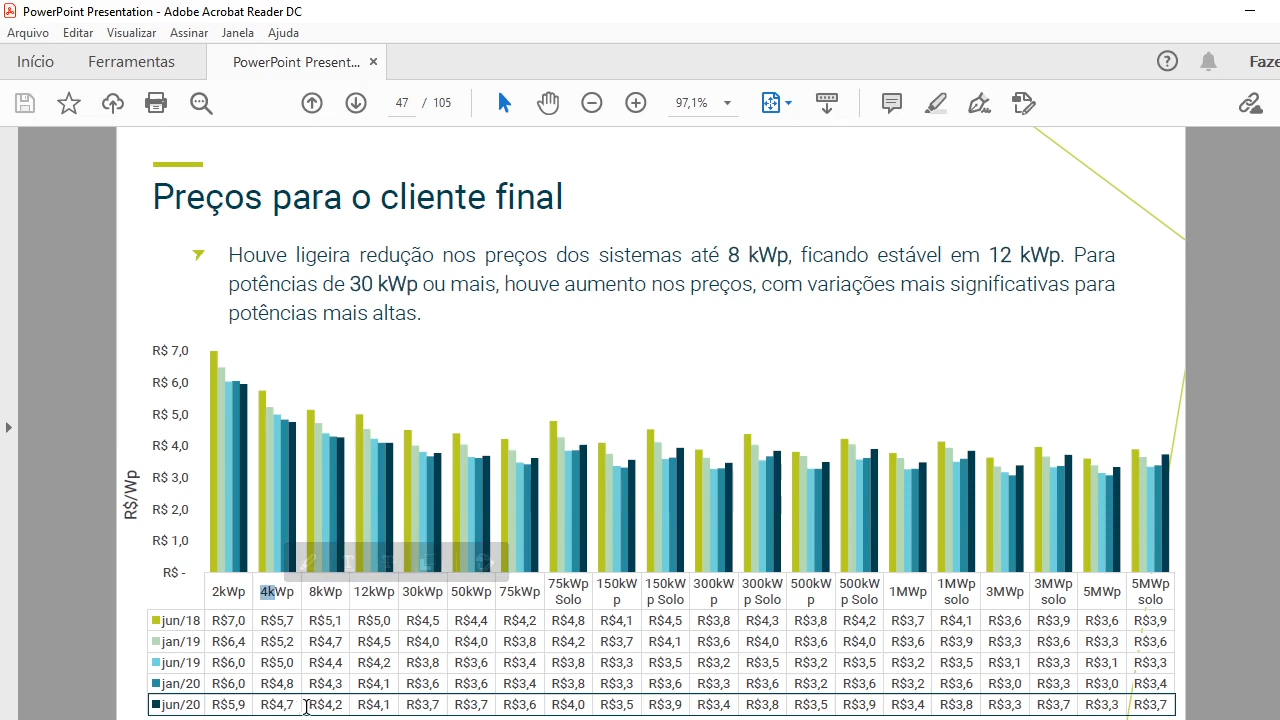 PowerPoint Presentation - Adobe Acrobat Reader DC
Arquivo Editar Visualizar Assinar Janela Ajuda
Início Ferramentas PowerPoint Present... × ? Faze
47 / 105 97,1%
Preços para o cliente final
Houve ligeira redução nos preços dos sistemas até 8 kWp, ficando estável em 12 kWp. Para
potências de 30 kWp ou mais, houve aumento nos preços, com variações mais significativas para
potências mais altas.
R$/Wp
R$ 7,0
R$ 6,0
R$ 5,0
R$ 4,0
R$ 3,0
R$ 2,0
R$ 1,0
R$ -
2kWp 4kWp 8kWp 12kWp 30kWp 50kWp 75kWp 75kWp Solo 150kWp 150kWp Solo 300kWp 300kWp Solo 500kWp 500kWp Solo 1MWp 1MWp solo 3MWp 3MWp solo 5MWp 5MWp solo
jun/18 R$7,0 R$5,7 R$5,1 R$5,0 R$4,5 R$4,4 R$4,2 R$4,8 R$4,1 R$4,5 R$3,8 R$4,3 R$3,8 R$4,2 R$3,7 R$4,1 R$3,6 R$3,9 R$3,6 R$3,9
jan/19 R$6,4 R$5,2 R$4,7 R$4,5 R$4,0 R$4,0 R$3,8 R$4,2 R$3,7 R$4,1 R$3,6 R$4,0 R$3,6 R$4,0 R$3,6 R$3,9 R$3,3 R$3,6 R$3,3 R$3,6
jun/19 R$6,0 R$5,0 R$4,4 R$4,2 R$3,8 R$3,6 R$3,4 R$3,8 R$3,3 R$3,5 R$3,2 R$3,5 R$3,2 R$3,5 R$3,2 R$3,5 R$3,1 R$3,3 R$3,1 R$3,3
jan/20 R$6,0 R$4,8 R$4,3 R$4,1 R$3,6 R$3,6 R$3,4 R$3,8 R$3,3 R$3,6 R$3,3 R$3,6 R$3,2 R$3,6 R$3,2 R$3,6 R$3,0 R$3,3 R$3,0 R$3,4
jun/20 R$5,9 R$4,7 R$4,2 R$4,1 R$3,7 R$3,7 R$3,6 R$4,0 R$3,5 R$3,9 R$3,4 R$3,8 R$3,5 R$3,9 R$3,4 R$3,8 R$3,3 R$3,7 R$3,3 R$3,7